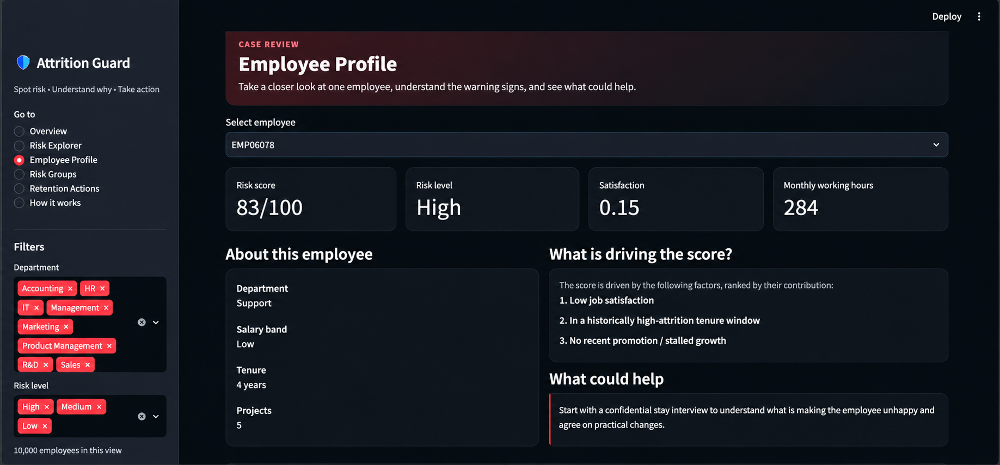 Deploy
Attrition Guard
Spot risk • Understand why • Take action
Go to
Overview
Risk Explorer
Employee Profile
Risk Groups
Retention Actions
How it works
Filters
Department
Accounting ×
HR ×
IT ×
Management ×
Marketing ×
Product Management ×
R&D ×
Sales ×
Risk level
High ×
Medium ×
Low ×
10,000 employees in this view
CASE REVIEW
Employee Profile
Take a closer look at one employee, understand the warning signs, and see what could help.
Select employee
EMP06078
Risk score
83/100
Risk level
High
Satisfaction
0.15
Monthly working hours
284
About this employee
Department
Support
Salary band
Low
Tenure
4 years
Projects
5
What is driving the score?
The score is driven by the following factors, ranked by their contribution:
1. Low job satisfaction
2. In a historically high-attrition tenure window
3. No recent promotion / stalled growth
What could help
Start with a confidential stay interview to understand what is making the employee unhappy and
agree on practical changes.